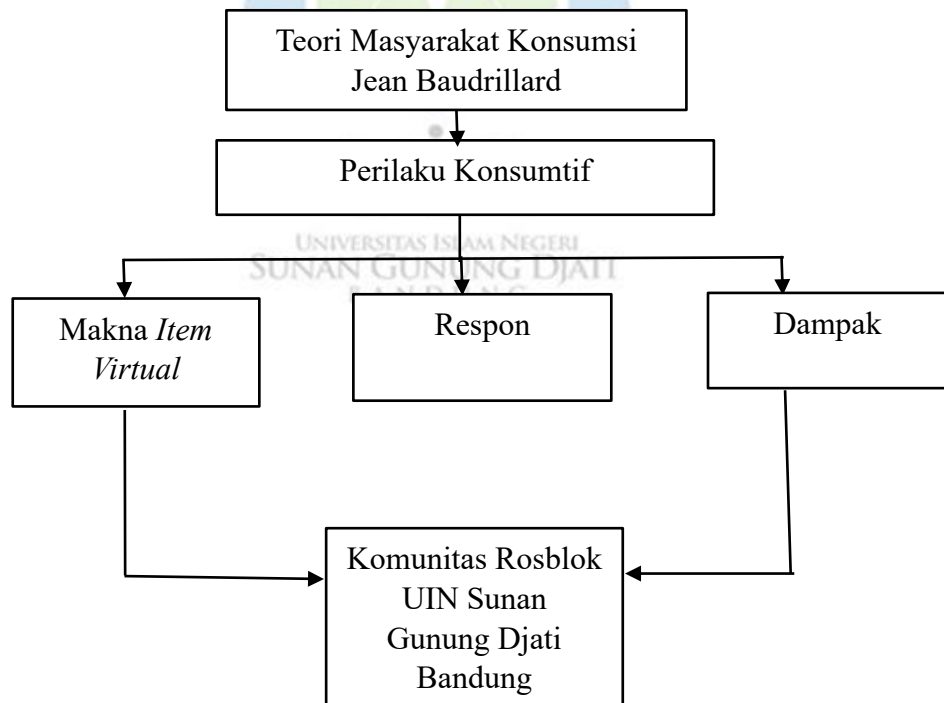 Teori Masyarakat Konsumsi
Jean Baudrillard
Perilaku Konsumtif
UNIVERSITAS ISLAM NEGERI
SUNAN GUNUNG DJATI
BANDUNG
Makna Item
Virtual
Respon
Dampak
Komunitas Rosblok
UIN Sunan
Gunung Djati
Bandung